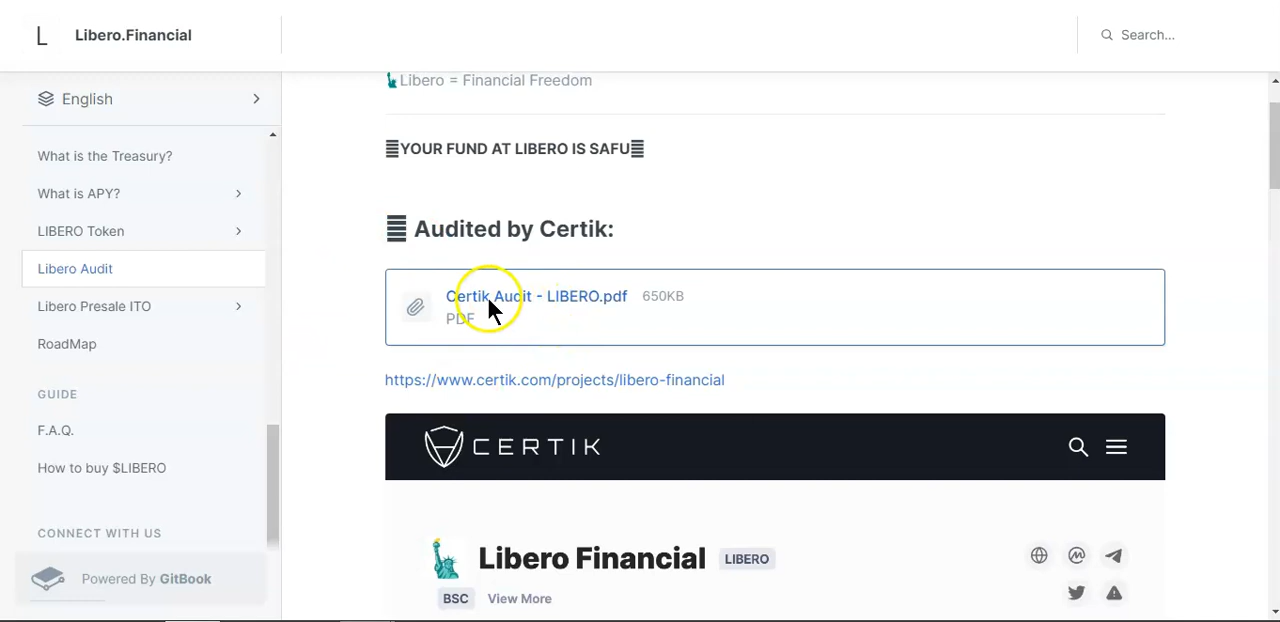 L Libero.Financial
Search...
English
What is the Treasury?
What is APY?
LIBERO Token
Libero Audit
Libero Presale ITO
RoadMap
GUIDE
F.A.Q.
How to buy $LIBERO
CONNECT WITH US
Powered By GitBook
Libero = Financial Freedom
YOUR FUND AT LIBERO IS SAFU
Audited by Certik:
Certik Audit - LIBERO.pdf 650KB
PDF
https://www.certik.com/projects/libero-financial
CERTIK
Libero Financial LIBERO
BSC View More